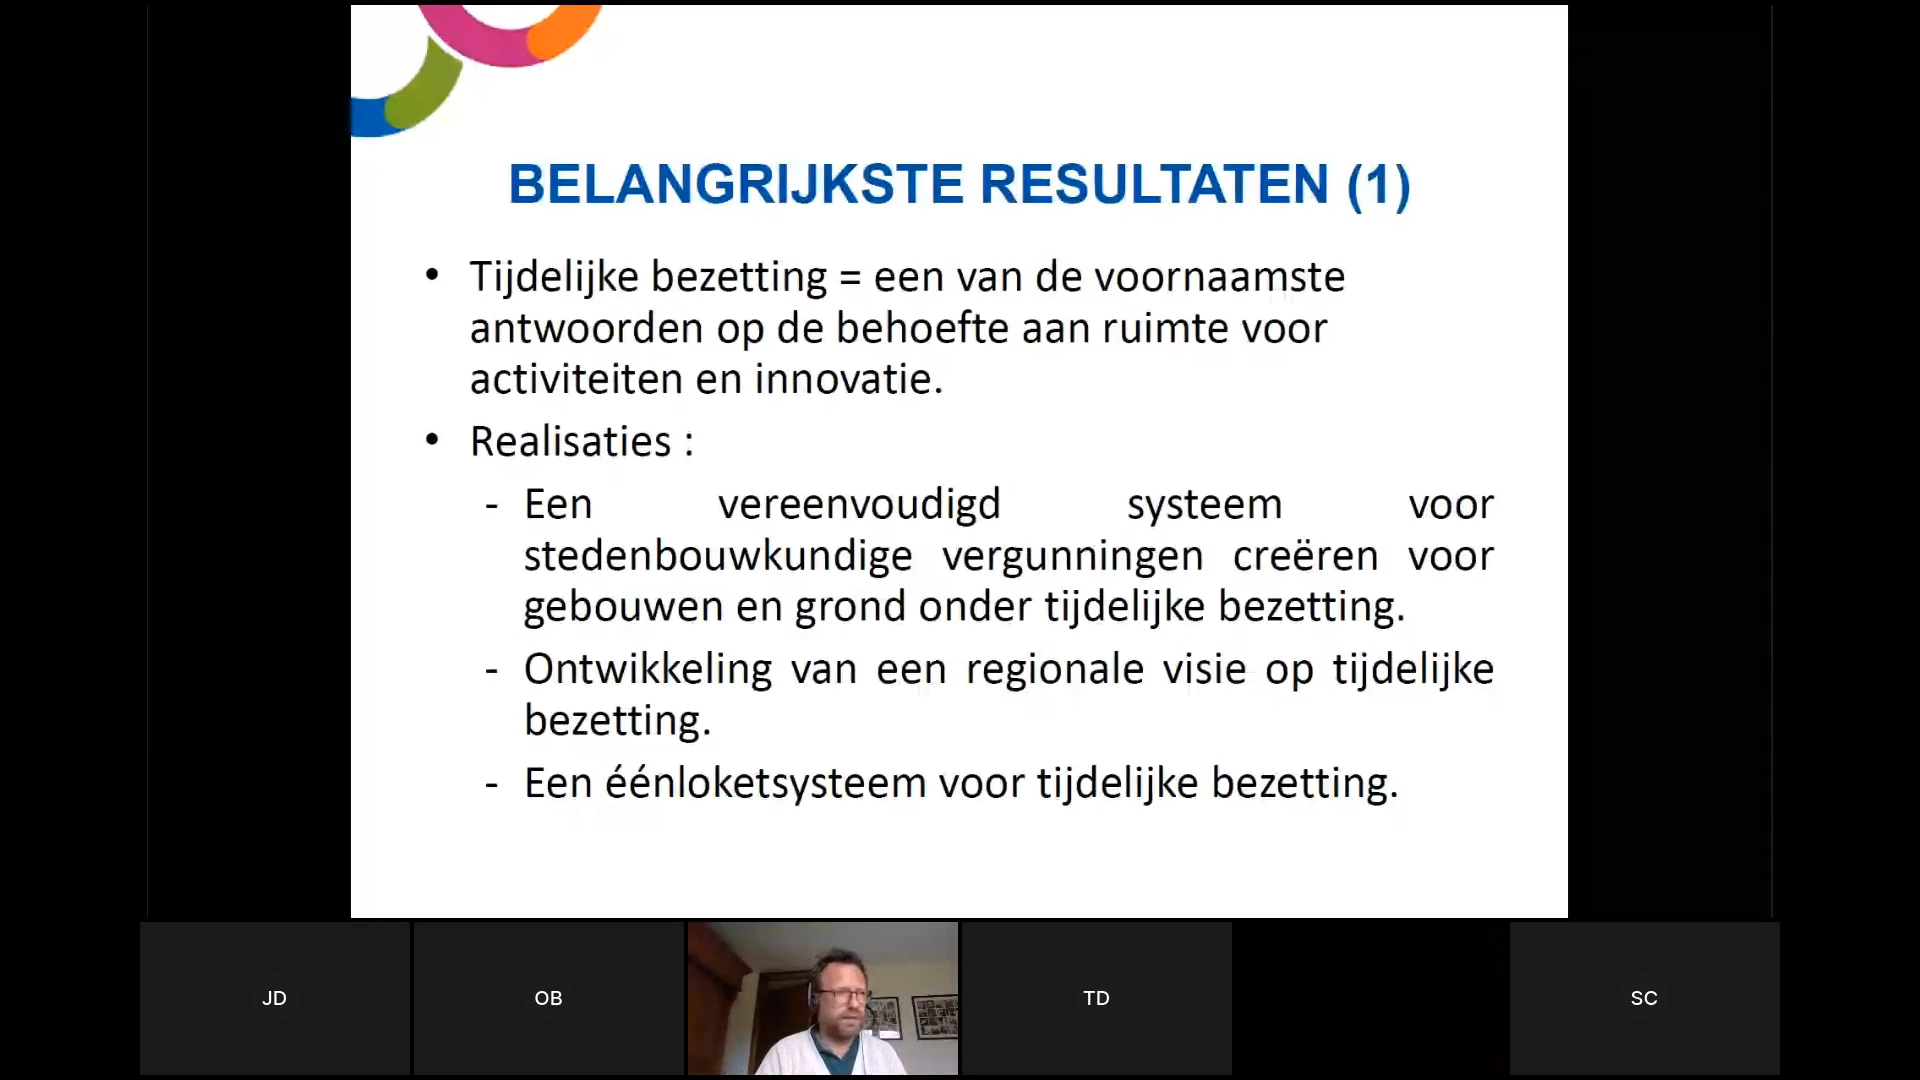 BELANGRIJKSTE RESULTATEN (1)
• Tijdelijke bezetting = een van de voornaamste
antwoorden op de behoefte aan ruimte voor
activiteiten en innovatie.
• Realisaties :
- Een vereenvoudigd systeem voor
stedenbouwkundige vergunningen creëren voor
gebouwen en grond onder tijdelijke bezetting.
- Ontwikkeling van een regionale visie op tijdelijke
bezetting.
- Een éénloketsysteem voor tijdelijke bezetting.
JD
OB
TD
SC